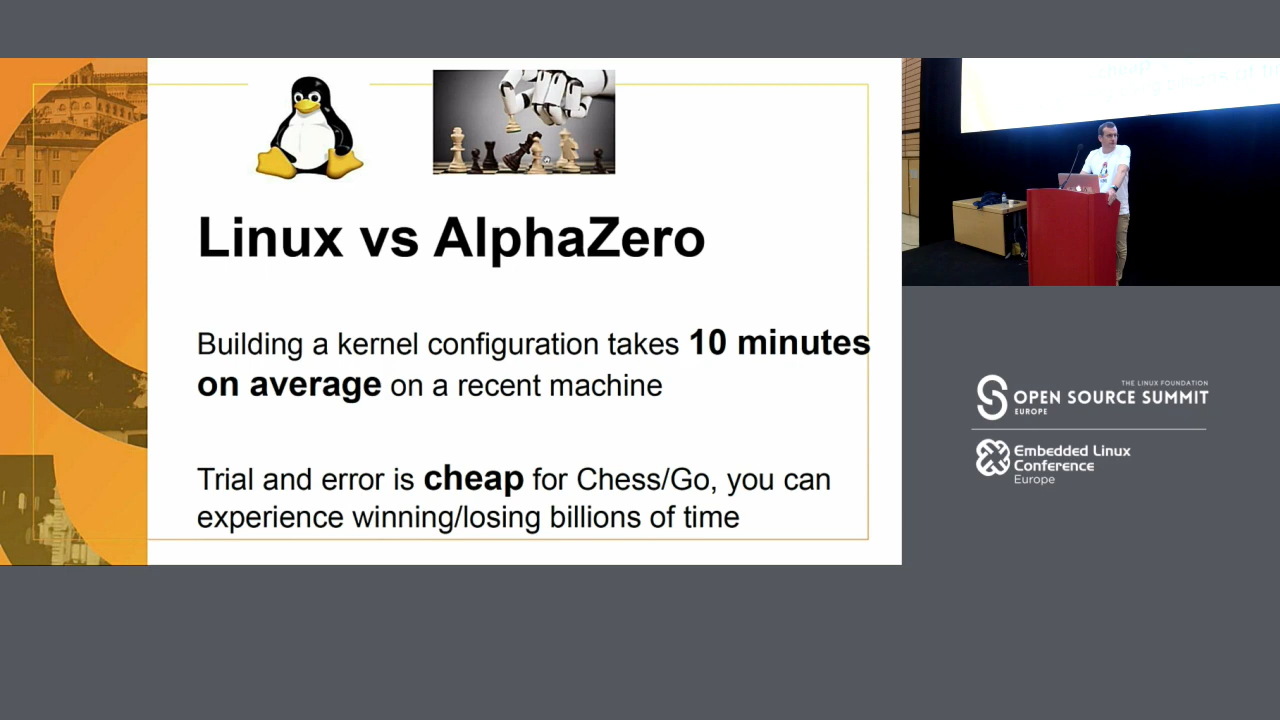 Linux vs AlphaZero
Building a kernel configuration takes 10 minutes
on average on a recent machine
Trial and error is cheap for Chess/Go, you can
experience winning/losing billions of time
THE LINUX FOUNDATION
OPEN SOURCE SUMMIT
EUROPE
Embedded Linux
Conference
Europe